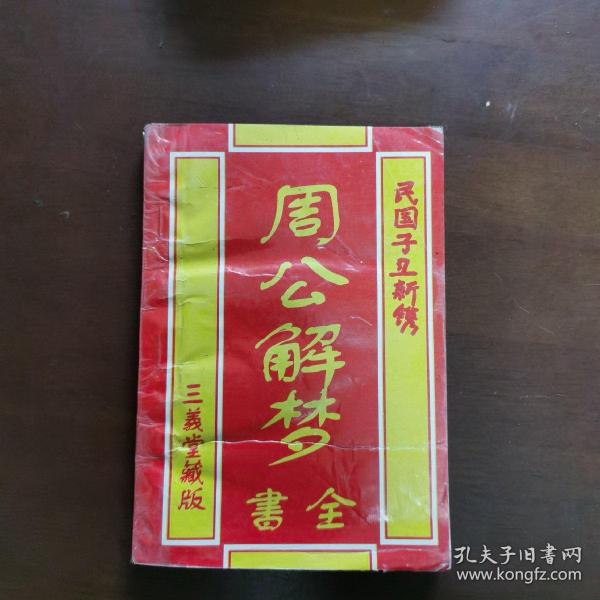 民国子丑新镌
周公解梦
全書
三義堂藏版
孔夫子旧書网
www.kongfz.com